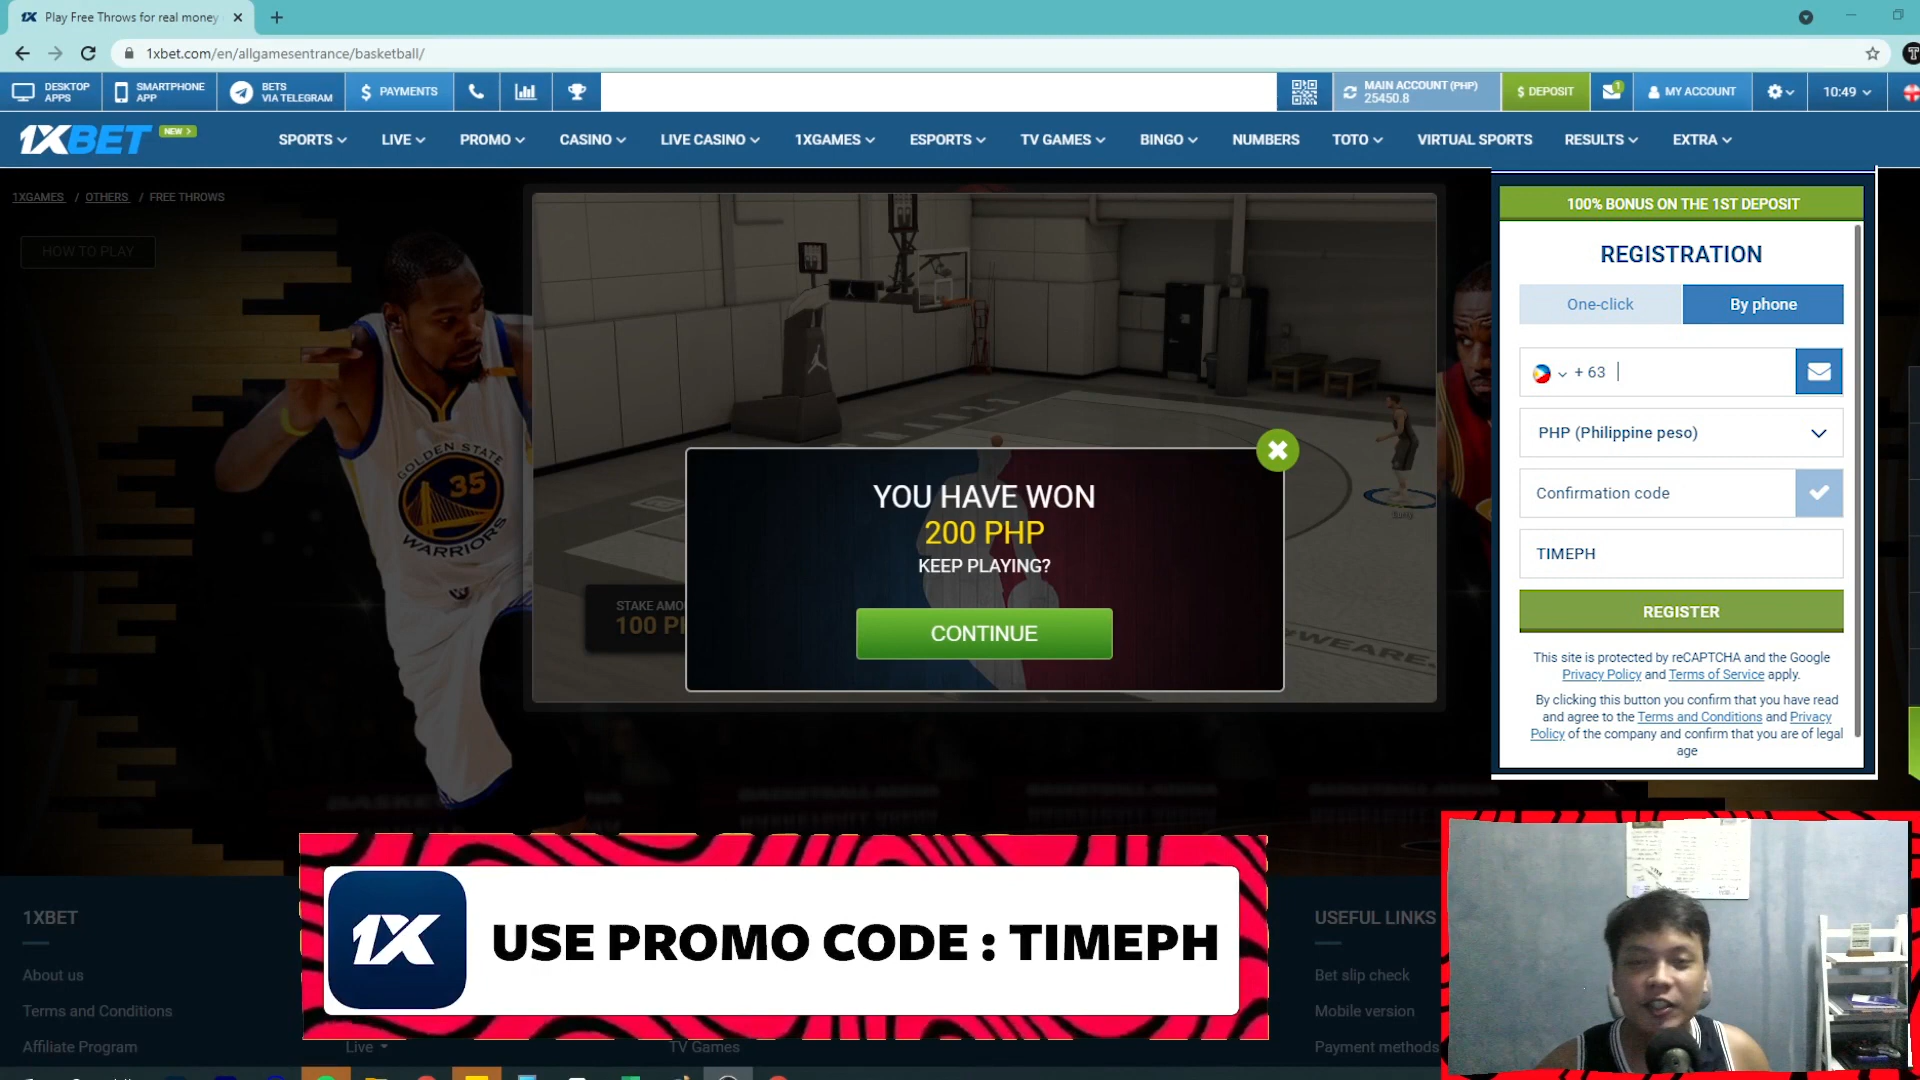 1X Play Free Throws for real money
1xbet.com/en/allgamesentrance/basketball/
DESKTOP
APPS
SMARTPHONE
APP
BETS
VIA TELEGRAM
$ PAYMENTS
MAIN ACCOUNT (PHP)
25450.8
$ DEPOSIT
1
MY ACCOUNT
10:49
1XBET
NEW >
SPORTS
LIVE
PROMO
CASINO
LIVE CASINO
1XGAMES
ESPORTS
TV GAMES
BINGO
NUMBERS
TOTO
VIRTUAL SPORTS
RESULTS
EXTRA
1XGAMES / OTHERS / FREE THROWS
HOW TO PLAY
GOLDEN STATE
35
WARRIORS
STAKE AMO
100 P
YOU HAVE WON
200 PHP
KEEP PLAYING?
CONTINUE
Curry
@WEARE
100% BONUS ON THE 1ST DEPOSIT
REGISTRATION
One-click
By phone
+ 63
PHP (Philippine peso)
Confirmation code
TIMEPH
REGISTER
This site is protected by reCAPTCHA and the Google
Privacy Policy and Terms of Service apply.
By clicking this button you confirm that you have read
and agree to the Terms and Conditions and Privacy
Policy of the company and confirm that you are of legal
age
1X
USE PROMO CODE : TIMEPH
1XBET
About us
Terms and Conditions
Affiliate Program
Live
TV Games
USEFUL LINKS
Bet slip check
Mobile version
Payment methods